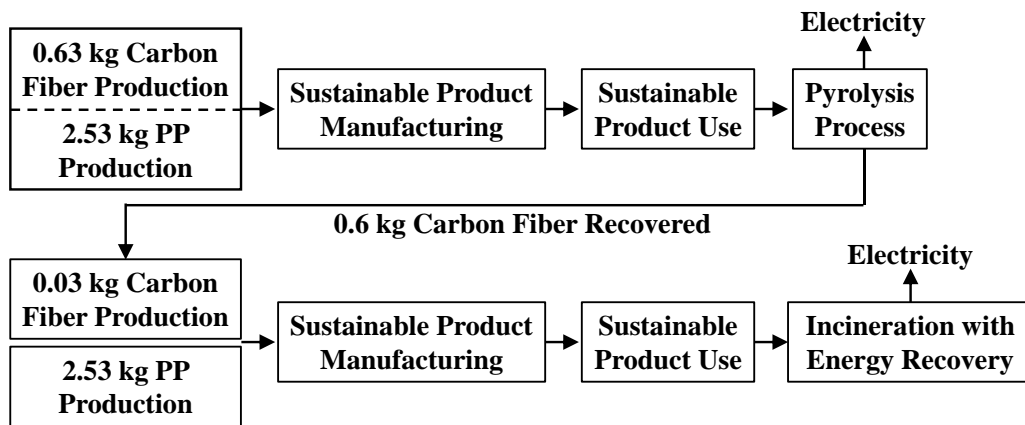 Electricity
0.63 kg Carbon
Fiber Production
2.53 kg PP
Production
Sustainable Product
Manufacturing
Sustainable
Product Use
Pyrolysis
Process
0.6 kg Carbon Fiber Recovered
Electricity
0.03 kg Carbon
Fiber Production
2.53 kg PP
Production
Sustainable Product
Manufacturing
Sustainable
Product Use
Incineration with
Energy Recovery